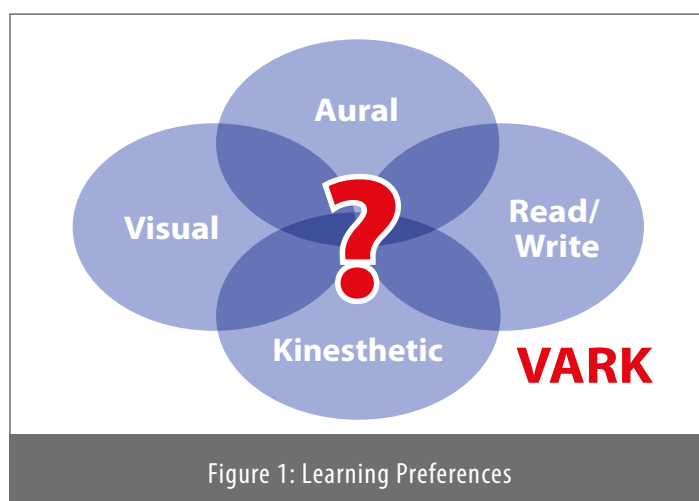 Aural
Visual
?
Read/
Write
Kinesthetic
VARK
Figure 1: Learning Preferences